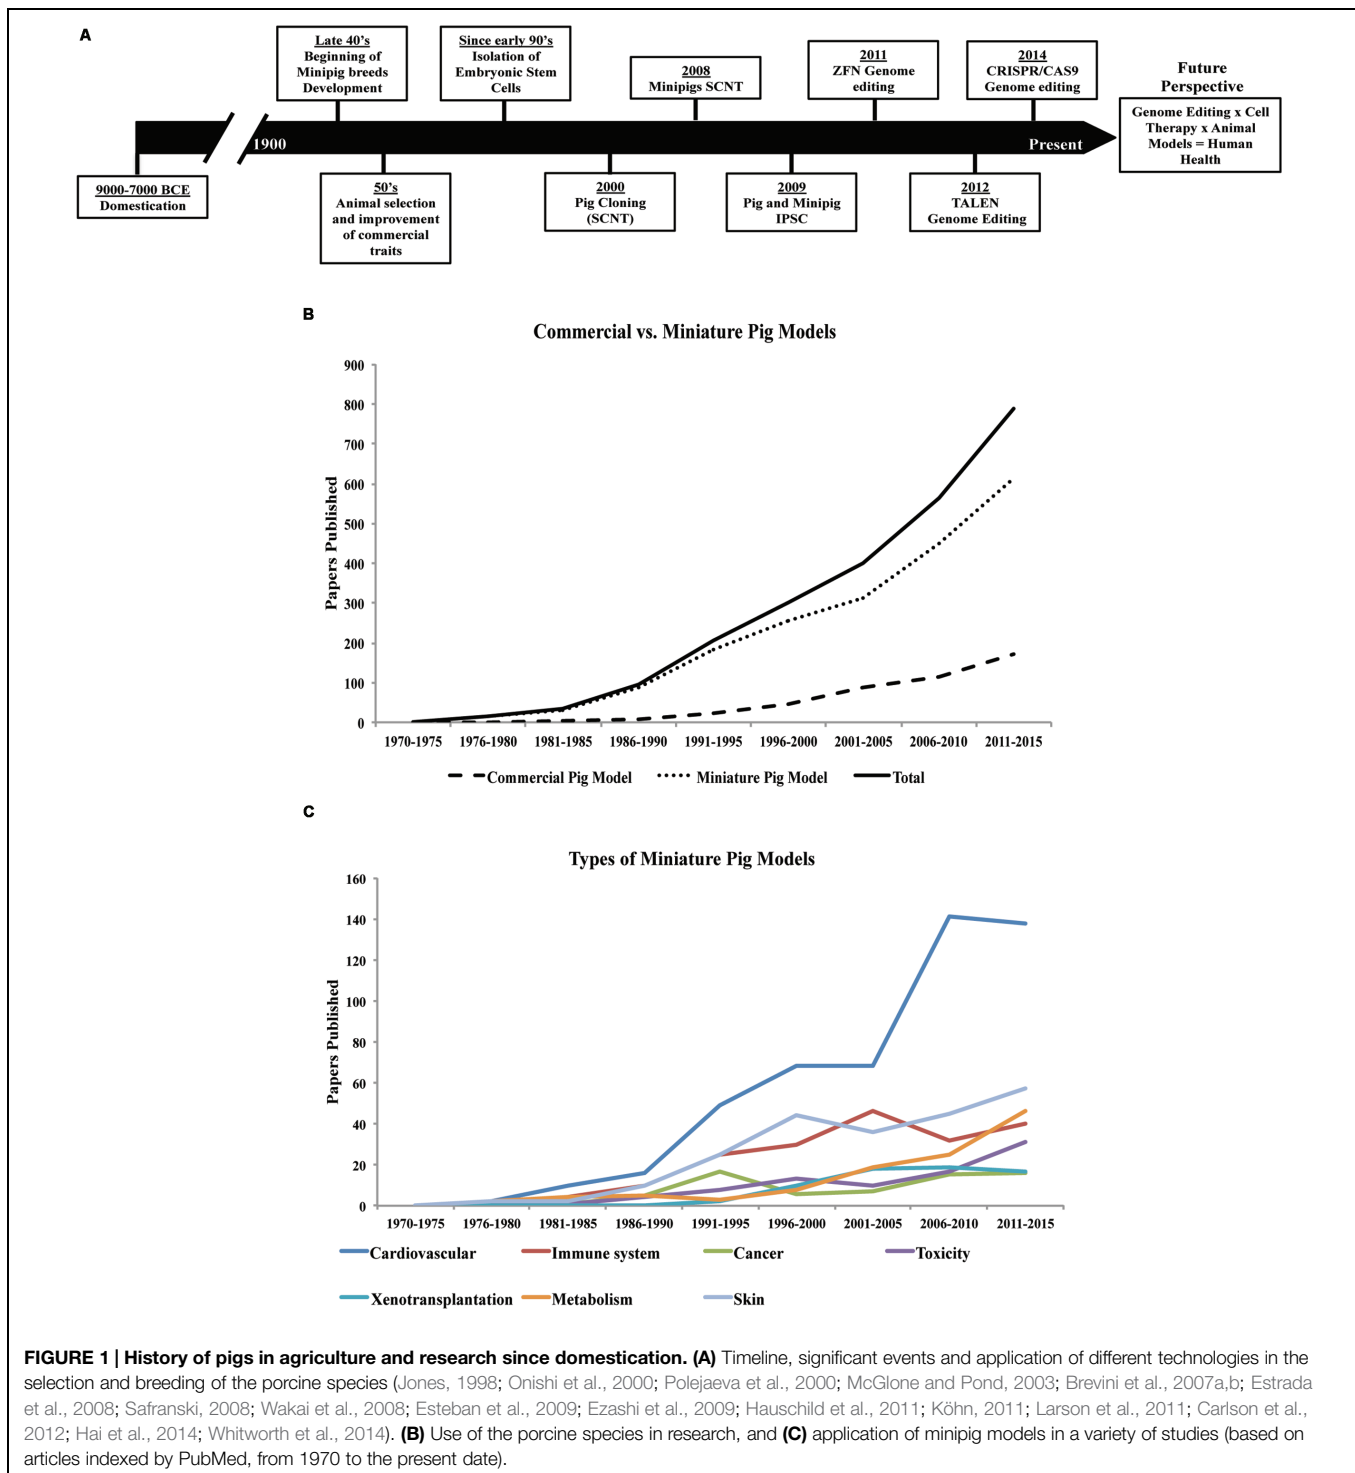 A
Late 40's
Beginning of
Minipig breeds
Development
Since early 90's
Isolation of
Embryonic Stem
Cells
2008
Minipigs SCNT
2011
ZFN Genome
editing
2014
CRISPR/CAS9
Genome editing
Future
Perspective
Genome Editing x Cell
Therapy x Animal
Models = Human
Health
1900
Present
9000-7000 BCE
Domestication
50's
Animal selection
and improvement
of commercial
traits
2000
Pig Cloning
(SCNT)
2009
Pig and Minipig
IPSC
2012
TALEN
Genome Editing
B
Commercial vs. Miniature Pig Models
Papers Published
900
800
700
600
500
400
300
200
100
0
1970-1975 1976-1980 1981-1985 1986-1990 1991-1995 1996-2000 2001-2005 2006-2010 2011-2015
Commercial Pig Model Miniature Pig Model Total
C
Types of Miniature Pig Models
Papers Published
160
140
120
100
80
60
40
20
0
1970-1975 1976-1980 1981-1985 1986-1990 1991-1995 1996-2000 2001-2005 2006-2010 2011-2015
Cardiovascular Immune system Cancer Toxicity
Xenotransplantation Metabolism Skin
FIGURE 1 | History of pigs in agriculture and research since domestication. (A) Timeline, significant events and application of different technologies in the
selection and breeding of the porcine species (Jones, 1998; Onishi et al., 2000; Polejaeva et al., 2000; McGlone and Pond, 2003; Brevini et al., 2007a,b; Estrada
et al., 2008; Safranski, 2008; Wakai et al., 2008; Esteban et al., 2009; Ezashi et al., 2009; Hauschild et al., 2011; Köhn, 2011; Larson et al., 2011; Carlson et al.,
2012; Hai et al., 2014; Whitworth et al., 2014). (B) Use of the porcine species in research, and (C) application of minipig models in a variety of studies (based on
articles indexed by PubMed, from 1970 to the present date).